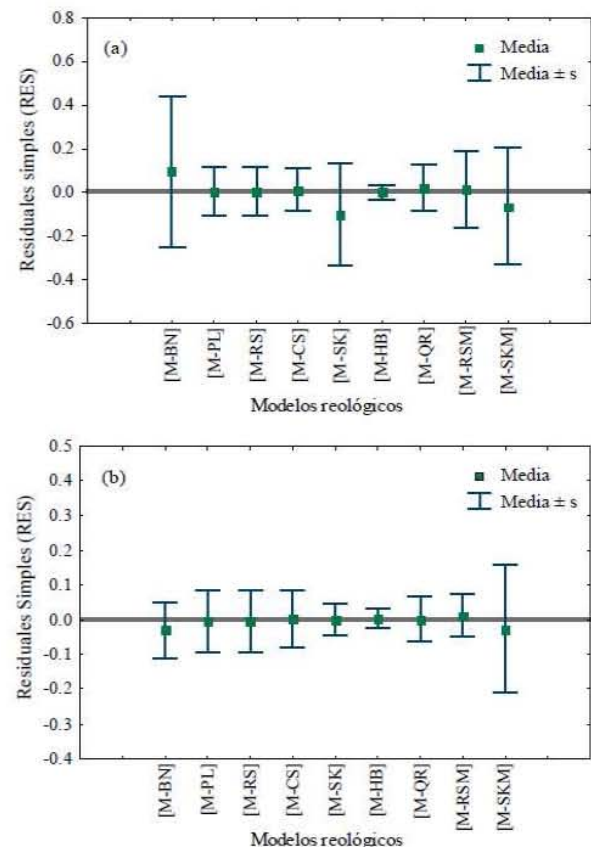 (a)
Media
Media ± s
Residuales simples (RES)
0.8
0.6
0.4
0.2
0.0
-0.2
-0.4
-0.6
[M-BN]
[M-PL]
[M-RS]
[M-CS]
[M-SK]
[M-HB]
[M-QR]
[M-RSM]
[M-SKM]
Modelos reológicos
(b)
Media
Media ± s
Residuales Simples (RES)
0.5
0.4
0.3
0.2
0.1
0.0
-0.1
-0.2
-0.3
-0.4
[M-BN]
[M-PL]
[M-RS]
[M-CS]
[M-SK]
[M-HB]
[M-QR]
[M-RSM]
[M-SKM]
Modelos reológicos